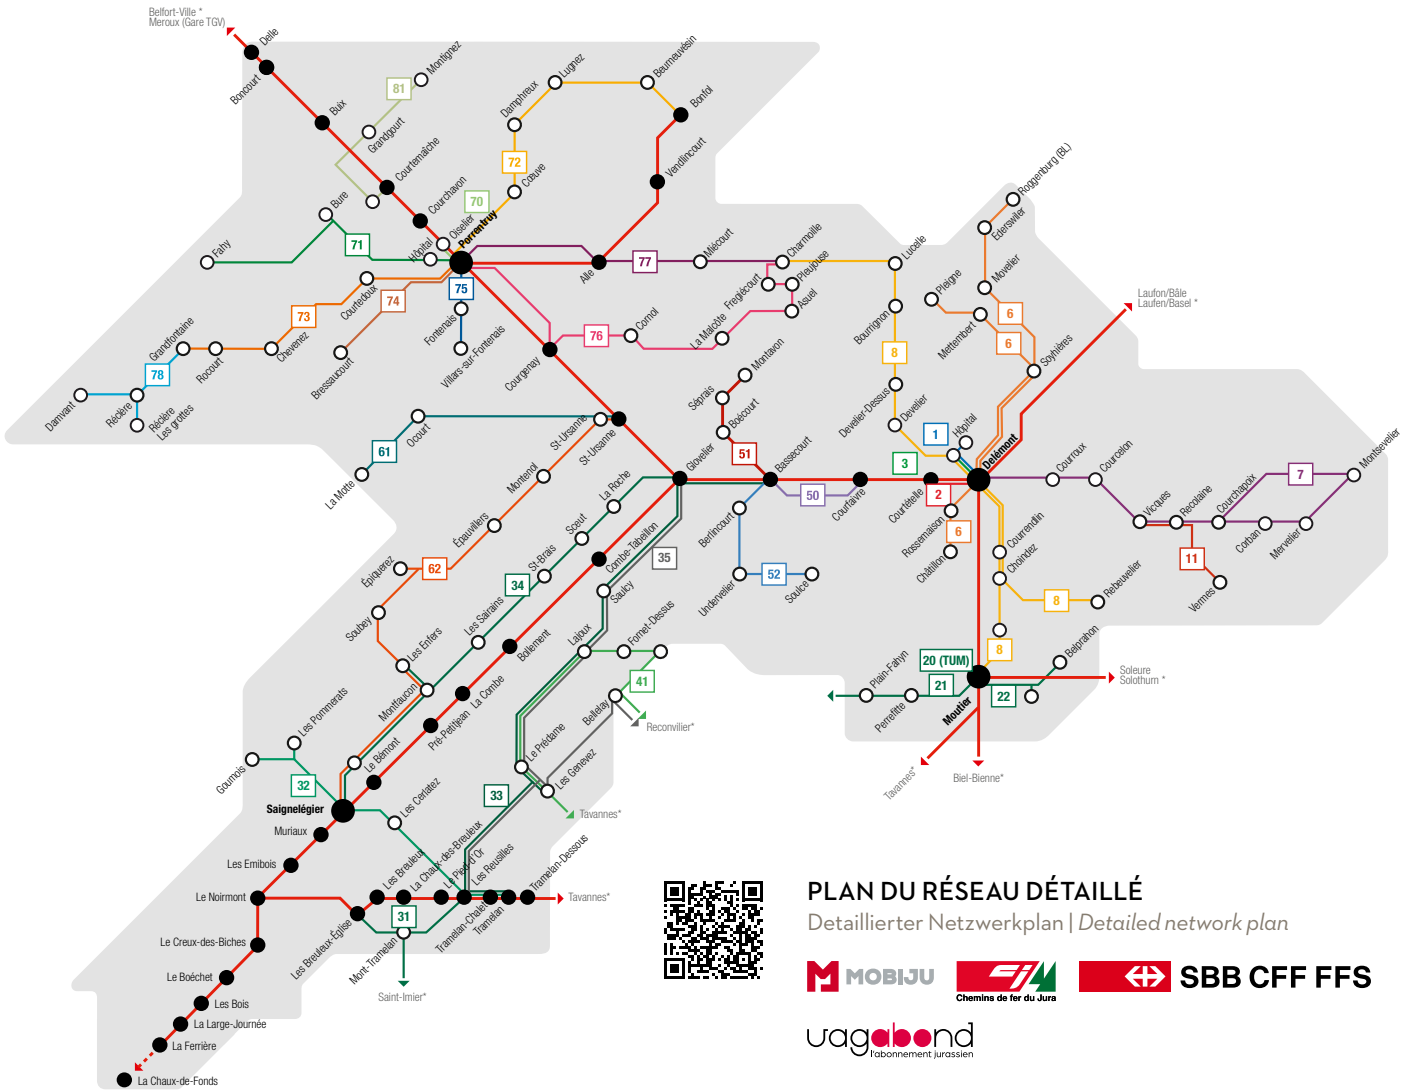 Belfort-Ville *
Meroux (Gare TGV)
Delle
Boncourt
Buix
Montignez
81
Grandgourt
Courtemaîche
Courchavon
Bure
Fahy
71
Hôpital
Oiselier
70
Porrentruy
Damphreux
Lugnez
Beurneuvésin
Bonfol
Vendlincourt
72
Cœuve
Alle
77
Miécourt
Charmoille
Fregiécourt
Pleujouse
Asuel
La Malcôte
Cornol
76
Courtedoux
73
74
75
Chevenez
Rocourt
Grandfontaine
78
Damvant
Réclère
Réclère
Les grottes
Bressaucourt
Fontenais
Villars-sur-Fontenais
Courgenay
Lucelle
Bourrignon
8
Develier-Dessus
Develier
Pleigne
Mettembert
Movelier
Ederswiler
Roggenburg (BL)
6
6
Soyhières
Laufon/Bâle
Laufen/Basel *
1
Hôpital
3
Delémont
2
Courroux
Courcelon
Vicques
Recolaine
Courchapoix
7
Montsevelier
Corban
Mervelier
11
Vermes
St-Ursanne
St-Ursanne
Ocourt
61
La Motte
Montenol
Épauvillers
Épiquerez
62
Soubey
Les Enfers
Montfaucon
Montavon
Séprais
Boécourt
51
Bassecourt
Glovelier
50
Courfaivre
Courtételle
Rossemaison
6
Châtillon
Courrendlin
Choindez
8
Rebeuvelier
8
Berlincourt
Undervelier
52
Soulce
La Roche
Sceut
St-Brais
34
Les Sairains
Combe-Tabeillon
35
Saulcy
Bollement
La Combe
Pré-Petitjean
Le Bémont
Lajoux
Fornet-Dessus
41
Bellelay
Reconvilier*
Le Prédame
Les Genevez
33
Tavannes*
20 (TUM)
Plain-Fahyn
21
22
Perrefitte
Belprahon
Moutier
Soleure
Solothurn *
Tavannes*
Biel-Bienne*
Les Pommerats
Goumois
32
Saignelégier
Muriaux
Les Emibois
Le Noirmont
Le Creux-des-Biches
Le Boéchet
Les Bois
La Large-Journée
La Ferrière
La Chaux-de-Fonds
Les Cerlatez
Les Breuleux
La Chaux-des-Breuleux
Le Pied-d'Or
Les Reusilles
Tramelan-Dessous
Tavannes*
31
Les Breuleux-Église
Mont-Tramelan
Tramelan-Chalet
Tramelan
Saint-Imier*
PLAN DU RÉSEAU DÉTAILLÉ
Detaillierter Netzwerkplan | Detailed network plan
MOBIJU
Chemins de fer du Jura
SBB CFF FFS
vagabond
l'abonnement jurassien